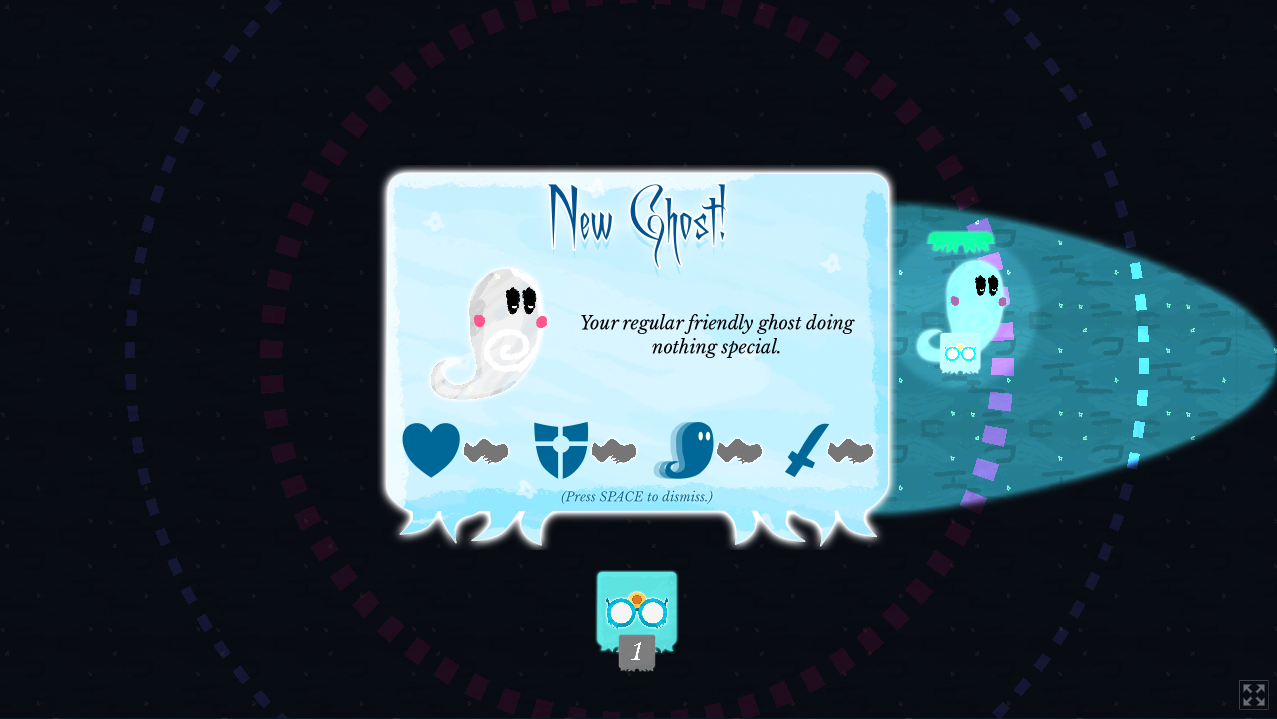 New Ghost!
Your regular friendly ghost doing
nothing special.
(Press SPACE to dismiss.)
1